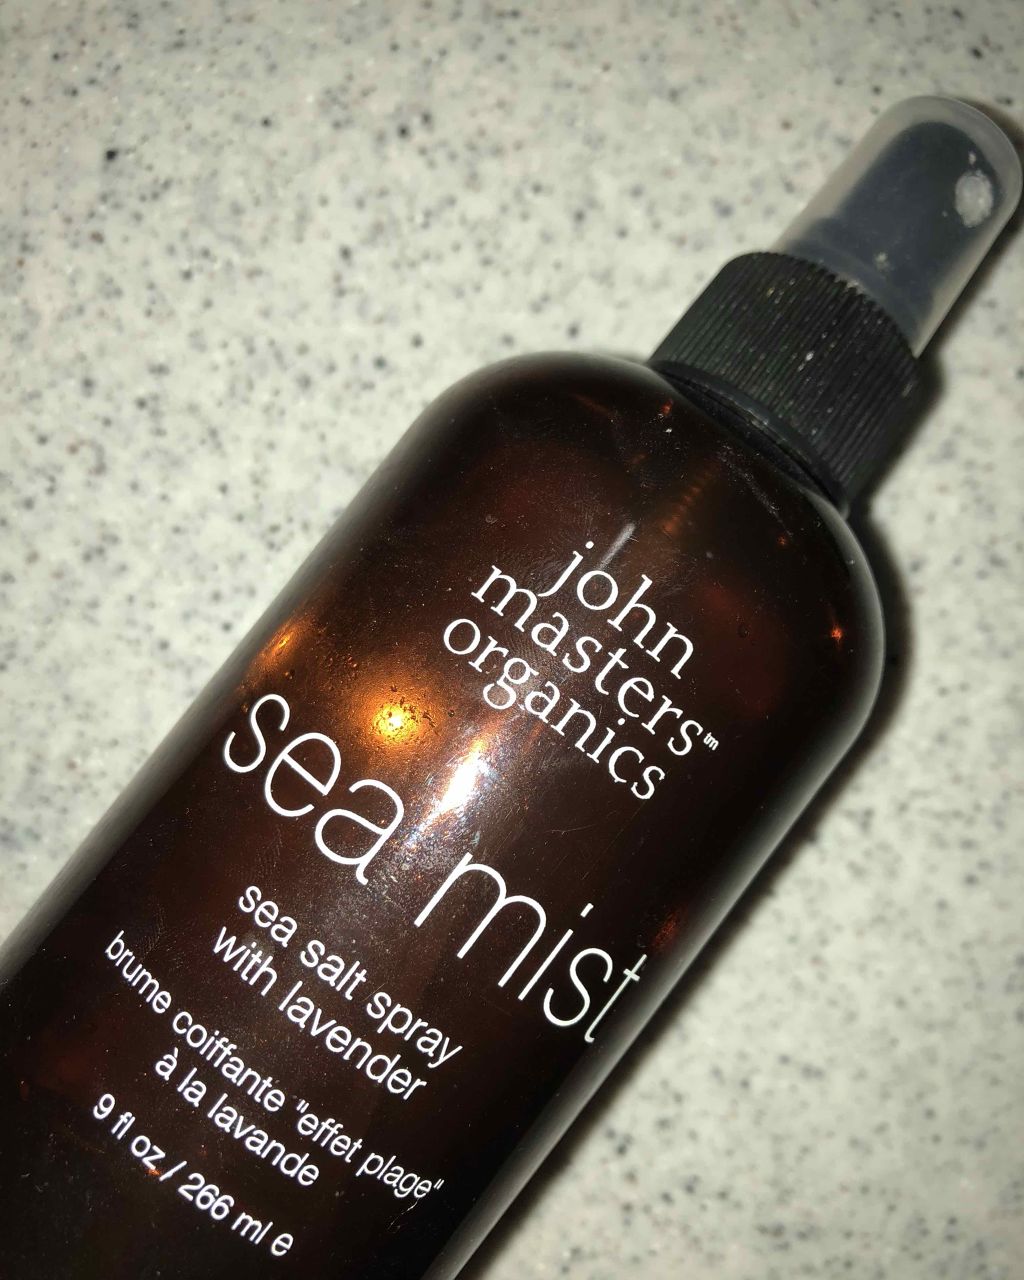 john
masters
organics™
sea mist
sea salt spray
with lavender
brume coiffante "effet plage"
à la lavande
9 fl oz / 266 ml e